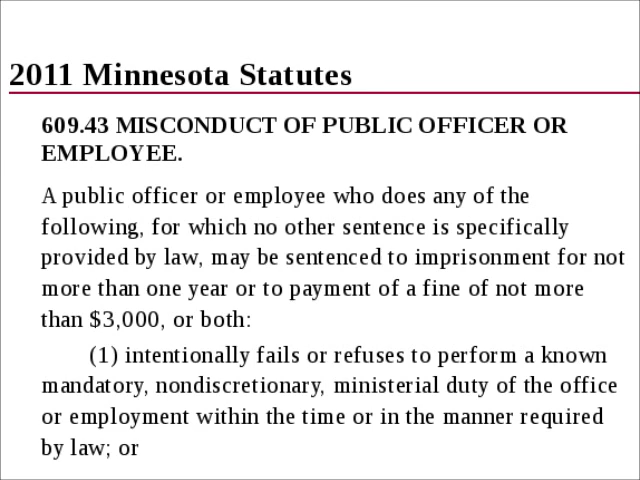 2011 Minnesota Statutes
609.43 MISCONDUCT OF PUBLIC OFFICER OR
EMPLOYEE.
A public officer or employee who does any of the
following, for which no other sentence is specifically
provided by law, may be sentenced to imprisonment for not
more than one year or to payment of a fine of not more
than $3,000, or both:
(1) intentionally fails or refuses to perform a known
mandatory, nondiscretionary, ministerial duty of the office
or employment within the time or in the manner required
by law; or